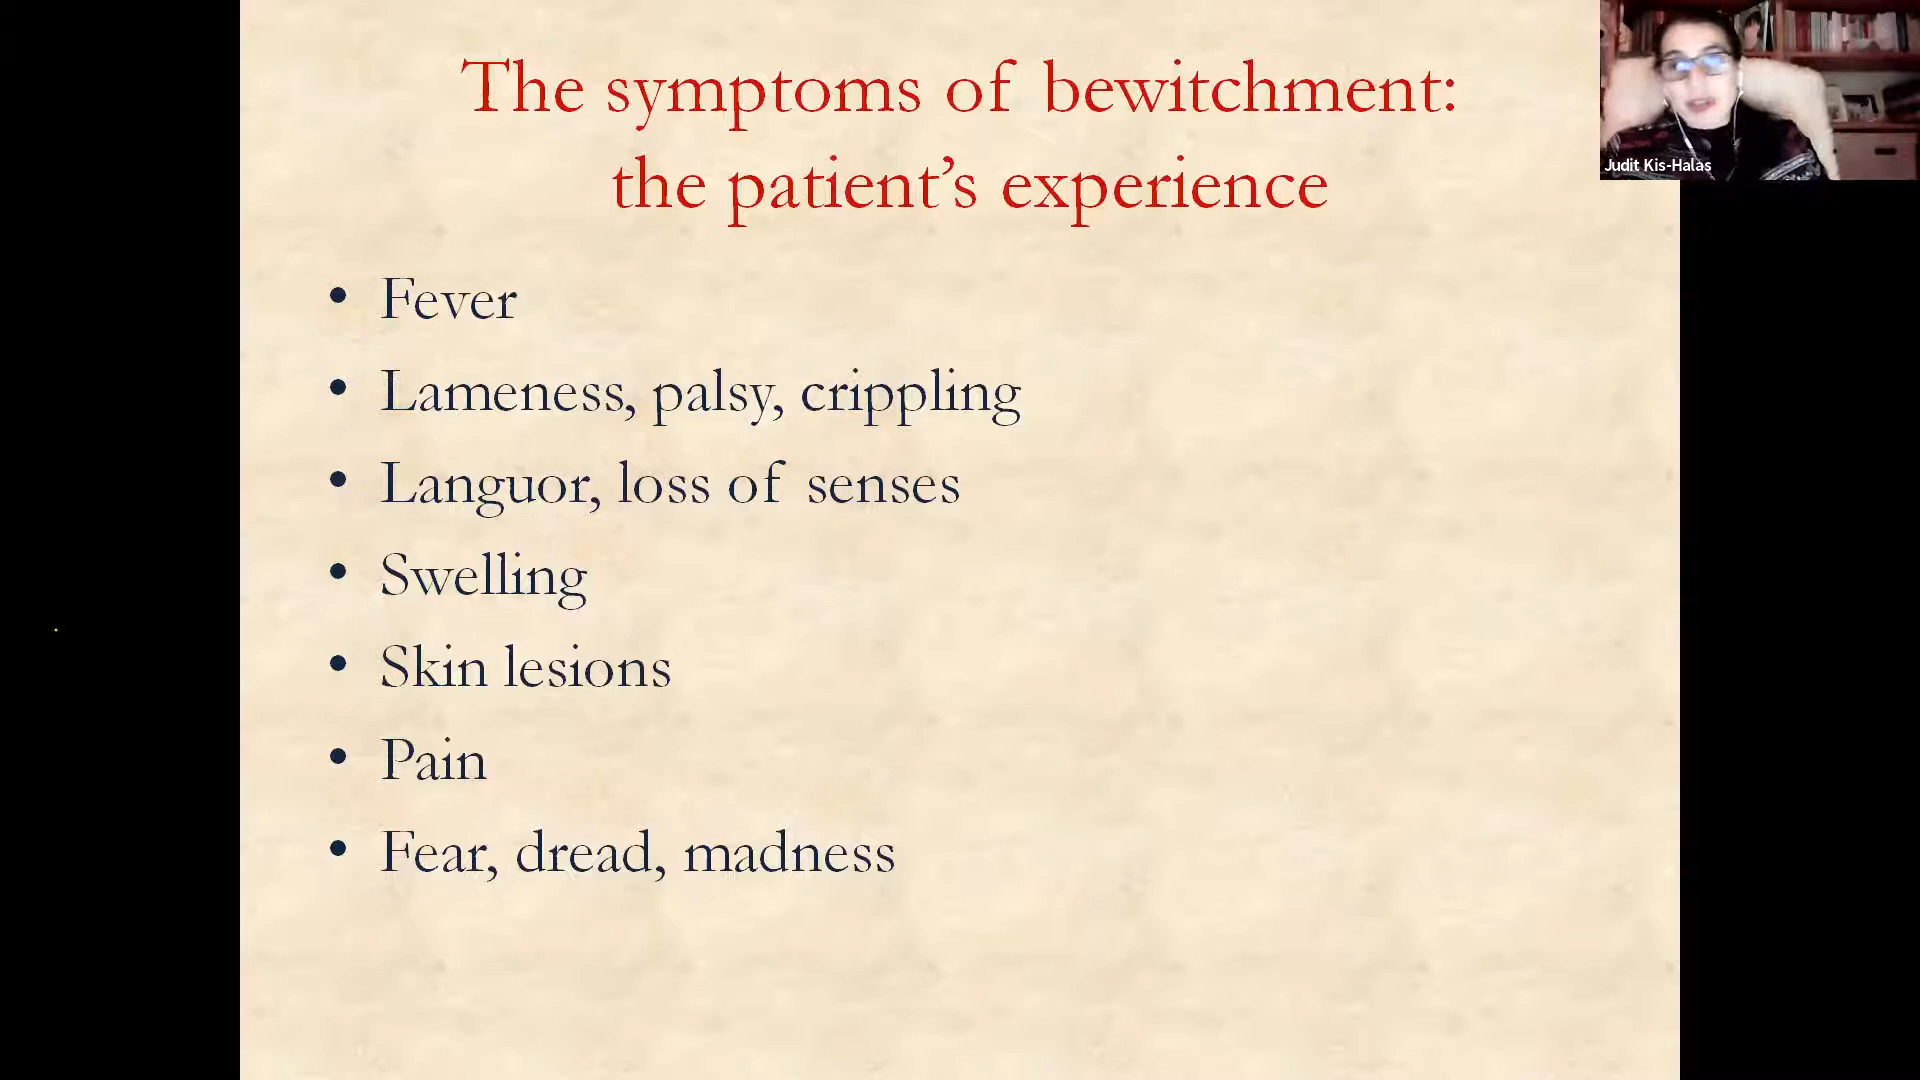 The symptoms of bewitchment:
the patient’s experience
• Fever
• Lameness, palsy, crippling
• Languor, loss of senses
• Swelling
• Skin lesions
• Pain
• Fear, dread, madness
Judit Kis-Halas